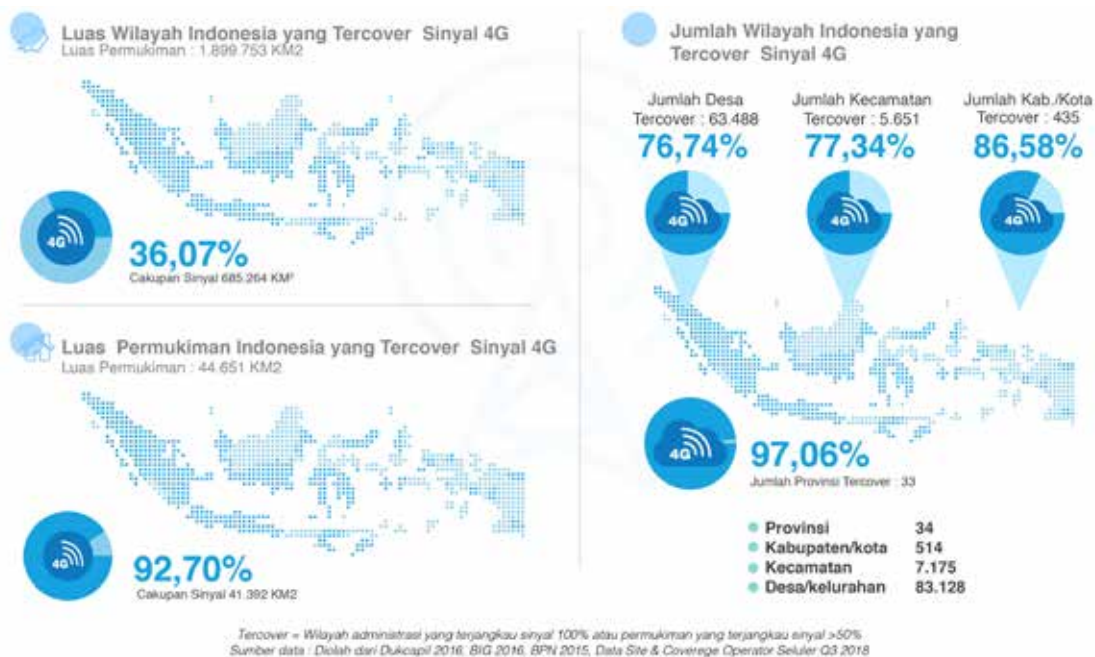 Luas Wilayah Indonesia yang Tercover Sinyal 4G
Luas Permukiman : 1.899.753 KM2
4G
36,07%
Cakupan Sinyal 685.264 KM²
Luas Permukiman Indonesia yang Tercover Sinyal 4G
Luas Permukiman : 44.651 KM2
4G
92,70%
Cakupan Sinyal 41.392 KM2
Jumlah Wilayah Indonesia yang
Tercover Sinyal 4G
Jumlah Desa
Tercover : 63.488
76,74%
4G
Jumlah Kecamatan
Tercover : 5.651
77,34%
4G
Jumlah Kab./Kota
Tercover : 435
86,58%
4G
4G
97,06%
Jumlah Provinsi Tercover : 33
Provinsi 34
Kabupaten/kota 514
Kecamatan 7.175
Desa/kelurahan 83.128
Tercover = Wilayah administrasi yang terjangkau sinyal 100% atau permukiman yang terjangkau sinyal >50%
Sumber data : Diolah dari Dukcapil 2016, BIG 2016, BPN 2015, Data Site & Coverege Operator Seluler Q3 2018